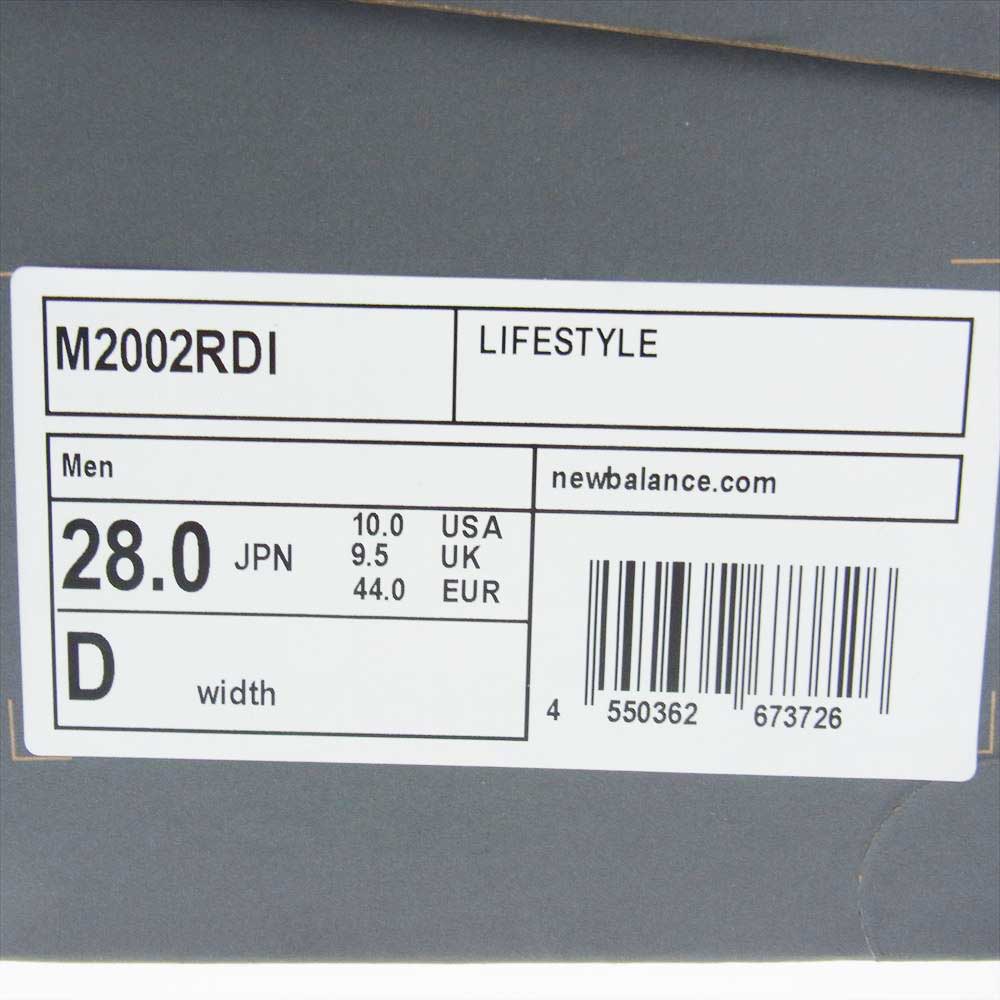 M2002RDI
LIFESTYLE
Men
newbalance.com
28.0 JPN
10.0 USA
9.5 UK
44.0 EUR
D width
4 550362 673726